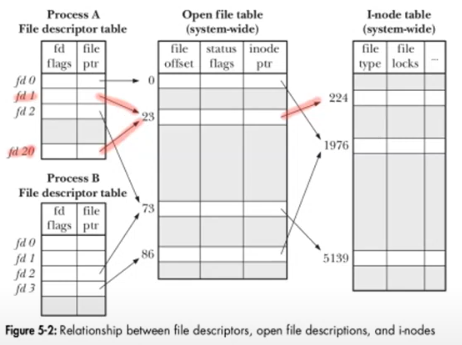 Process A
File descriptor table
fd flags
file ptr
fd 0
fd 1
fd 2
fd 20
Process B
File descriptor table
fd flags
file ptr
fd 0
fd 1
fd 2
fd 3
Open file table
(system-wide)
file offset
status flags
inode ptr
0
23
73
86
I-node table
(system-wide)
file type
file locks
...
224
1976
5139
Figure 5-2: Relationship between file descriptors, open file descriptions, and i-nodes